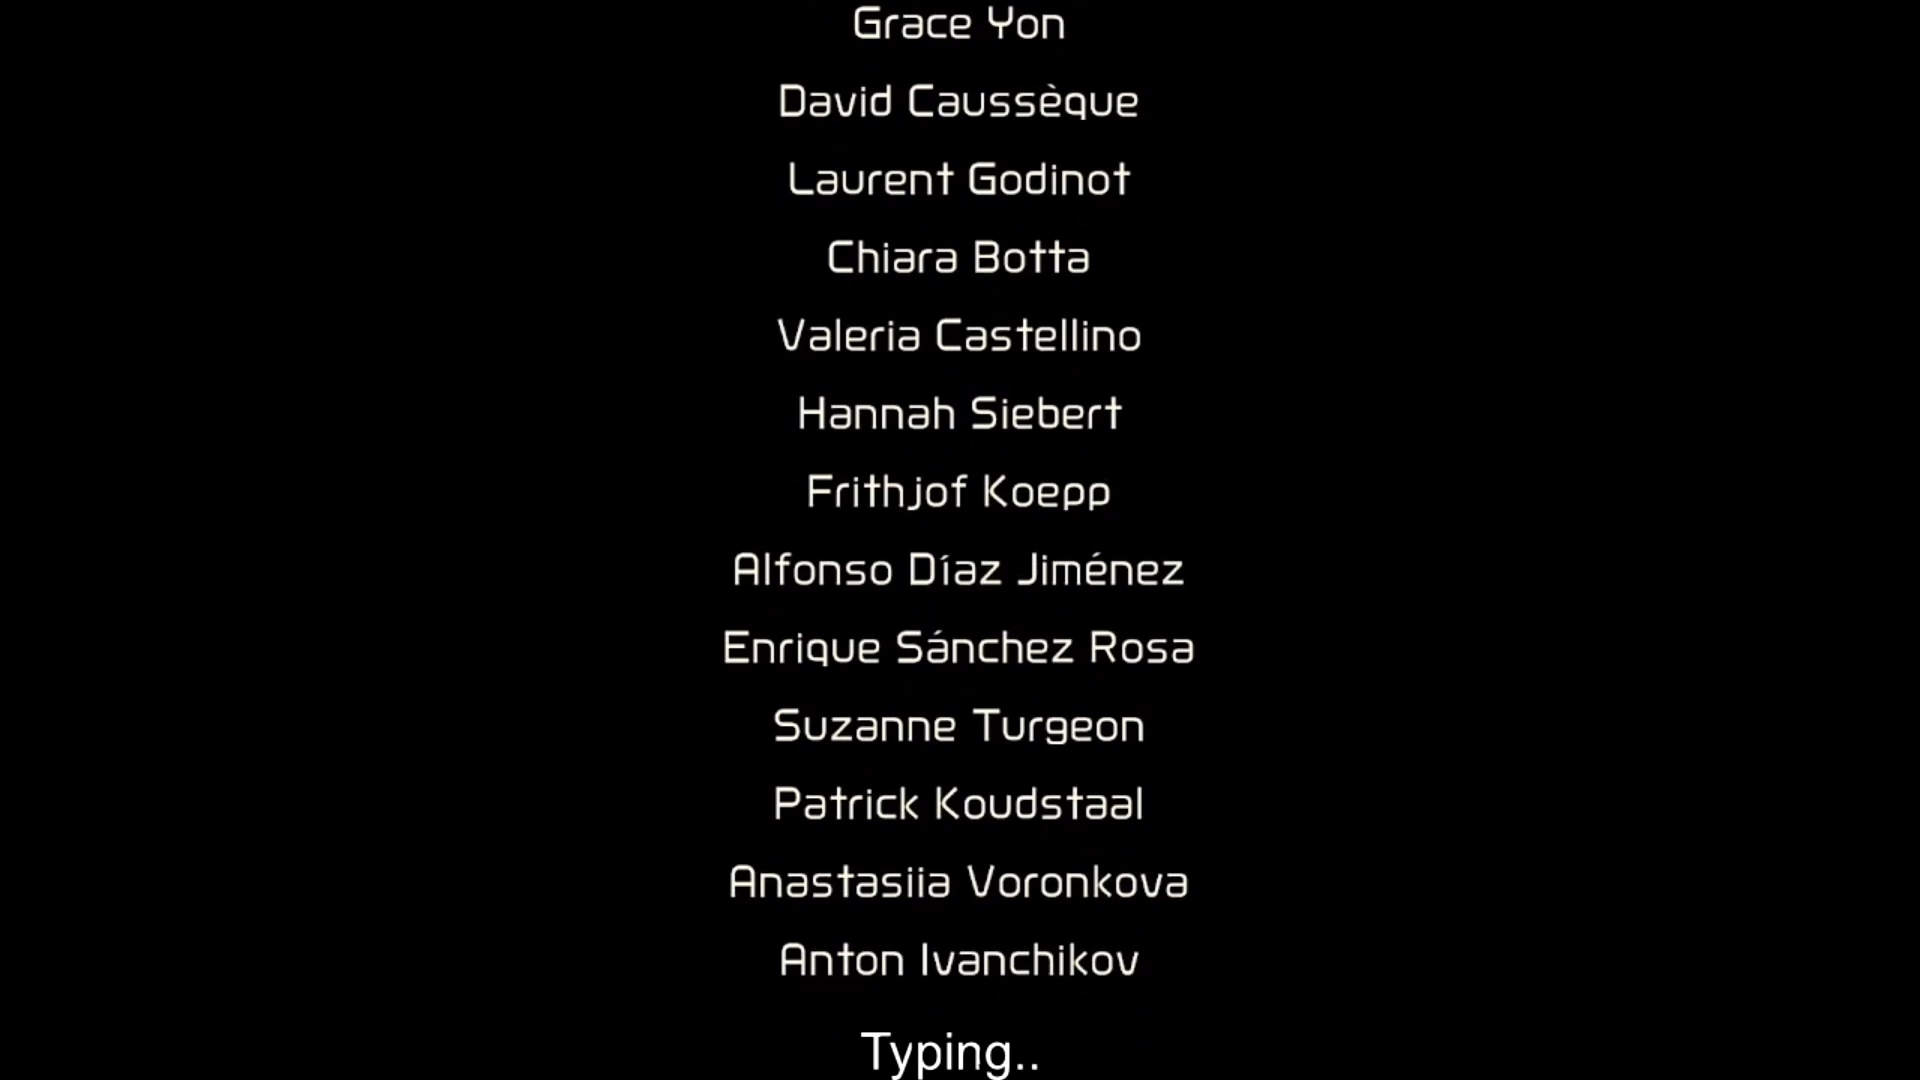 Grace Yon
David Caussèque
Laurent Godinot
Chiara Botta
Valeria Castellino
Hannah Siebert
Frithjof Koepp
Alfonso Díaz Jiménez
Enrique Sánchez Rosa
Suzanne Turgeon
Patrick Koudstaal
Anastasiia Voronkova
Anton Ivanchikov
Typing..